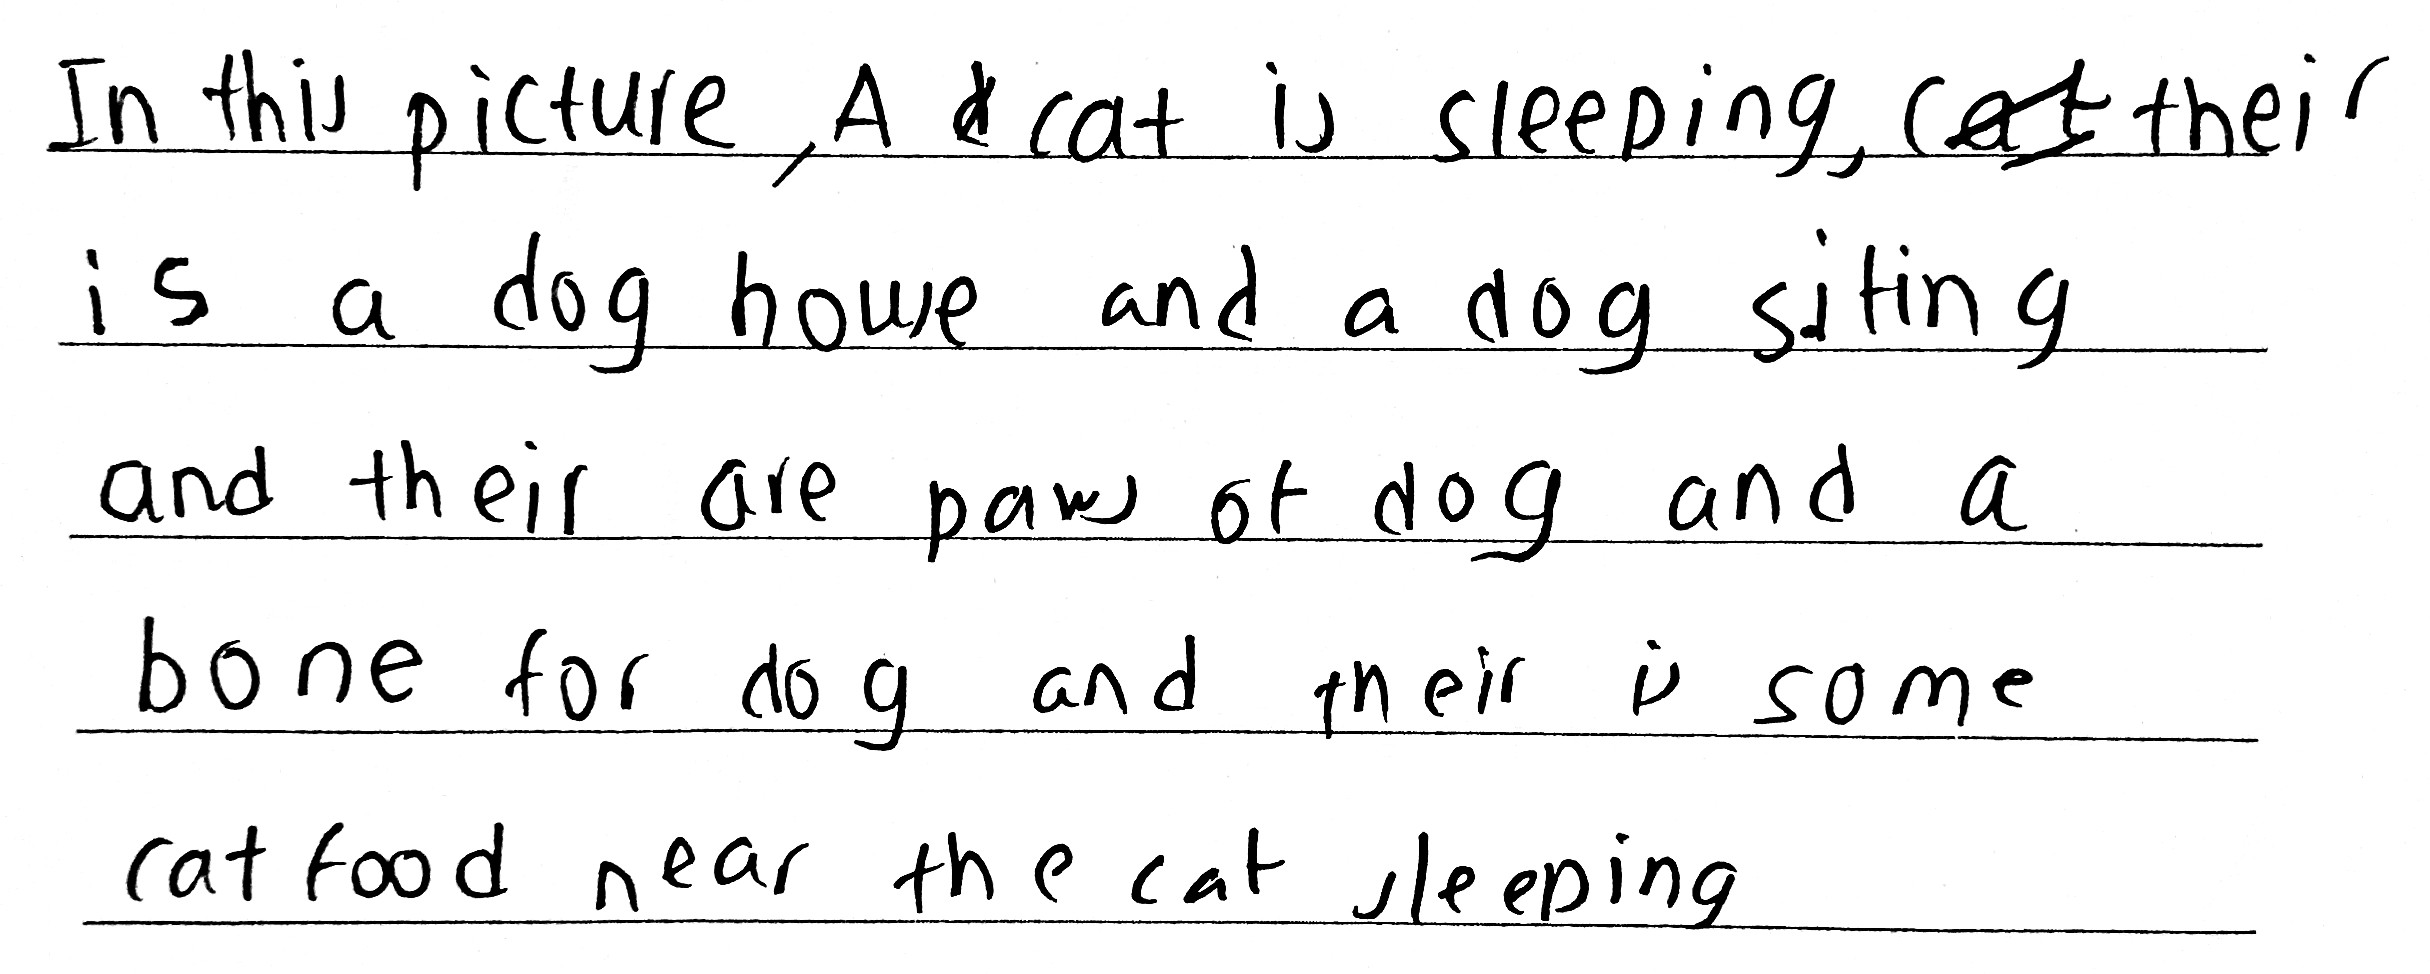 In this picture, A cat is sleeping, their
is a dog house and a dog siting
and their are paws of dog and a
bone for dog and their is some
cat food near the cat sleeping